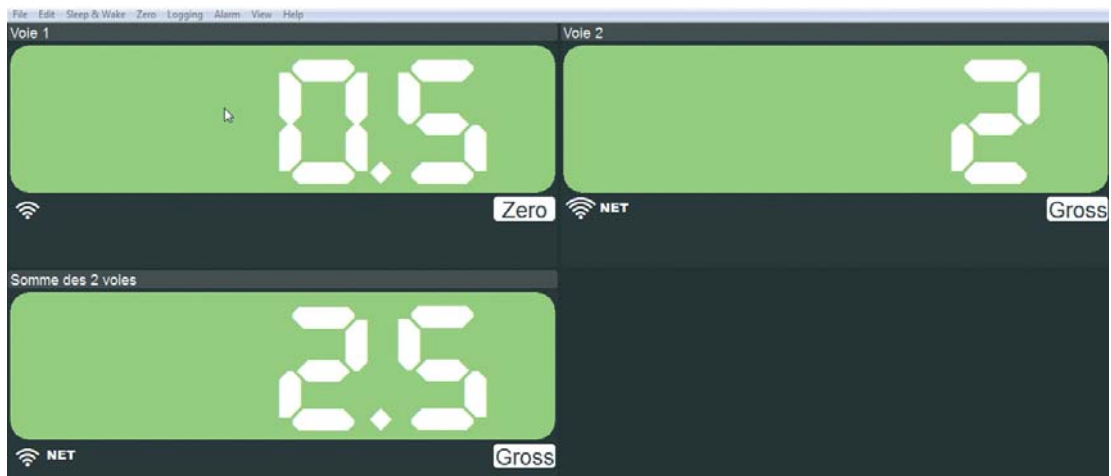 File Edit Sleep & Wake Zero Logging Alarm View Help
Voie 1
0.5
Zero
Voie 2
2
NET
Gross
Somme des 2 voies
2.5
NET
Gross